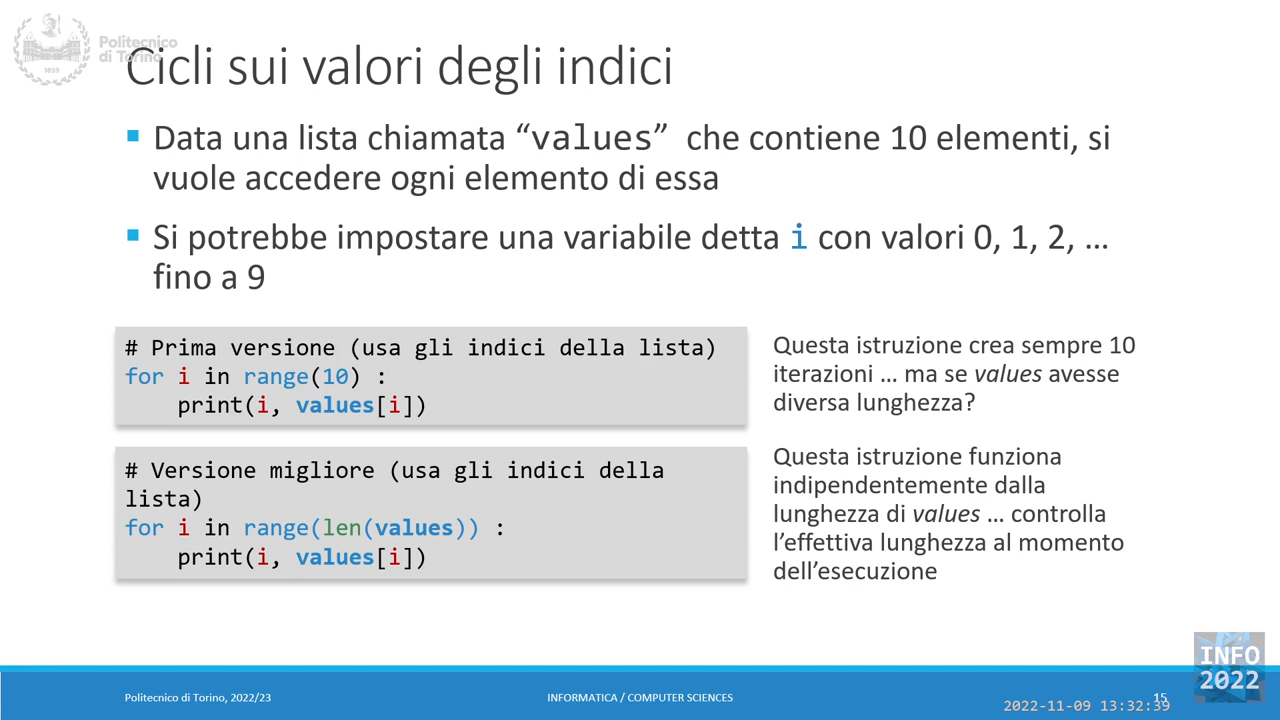 Politecnico
di Torino
1859
Cicli sui valori degli indici
Data una lista chiamata “values” che contiene 10 elementi, si
vuole accedere ogni elemento di essa
Si potrebbe impostare una variabile detta i con valori 0, 1, 2, …
fino a 9
# Prima versione (usa gli indici della lista)
for i in range(10) :
    print(i, values[i])
Questa istruzione crea sempre 10
iterazioni … ma se values avesse
diversa lunghezza?
# Versione migliore (usa gli indici della
lista)
for i in range(len(values)) :
    print(i, values[i])
Questa istruzione funziona
indipendentemente dalla
lunghezza di values … controlla
l’effettiva lunghezza al momento
dell’esecuzione
INFO
2022
Politecnico di Torino, 2022/23
INFORMATICA / COMPUTER SCIENCES
15
2022-11-09 13:32:39